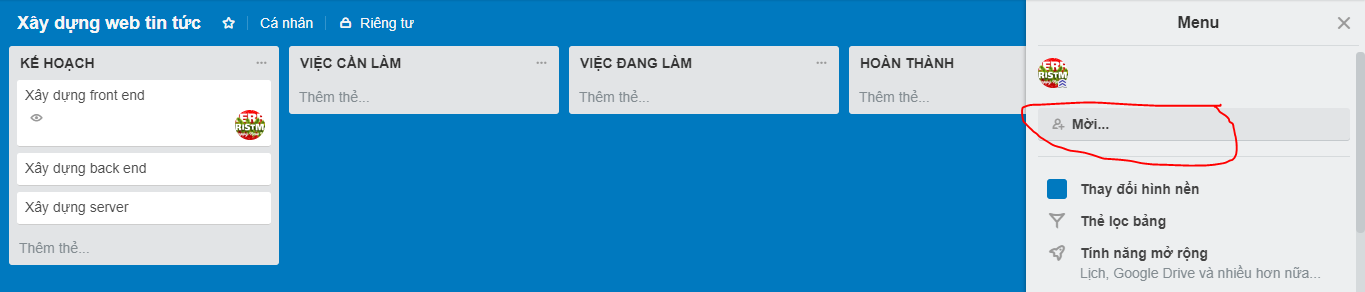 Xây dựng web tin tức
Cá nhân
Riêng tư
KẾ HOẠCH
Xây dựng front end
Xây dựng back end
Xây dựng server
Thêm thẻ...
VIỆC CẦN LÀM
Thêm thẻ...
VIỆC ĐANG LÀM
Thêm thẻ...
HOÀN THÀNH
Thêm thẻ...
Menu
Mời...
Thay đổi hình nền
Thẻ lọc bảng
Tính năng mở rộng
Lịch, Google Drive và nhiều hơn nữa...